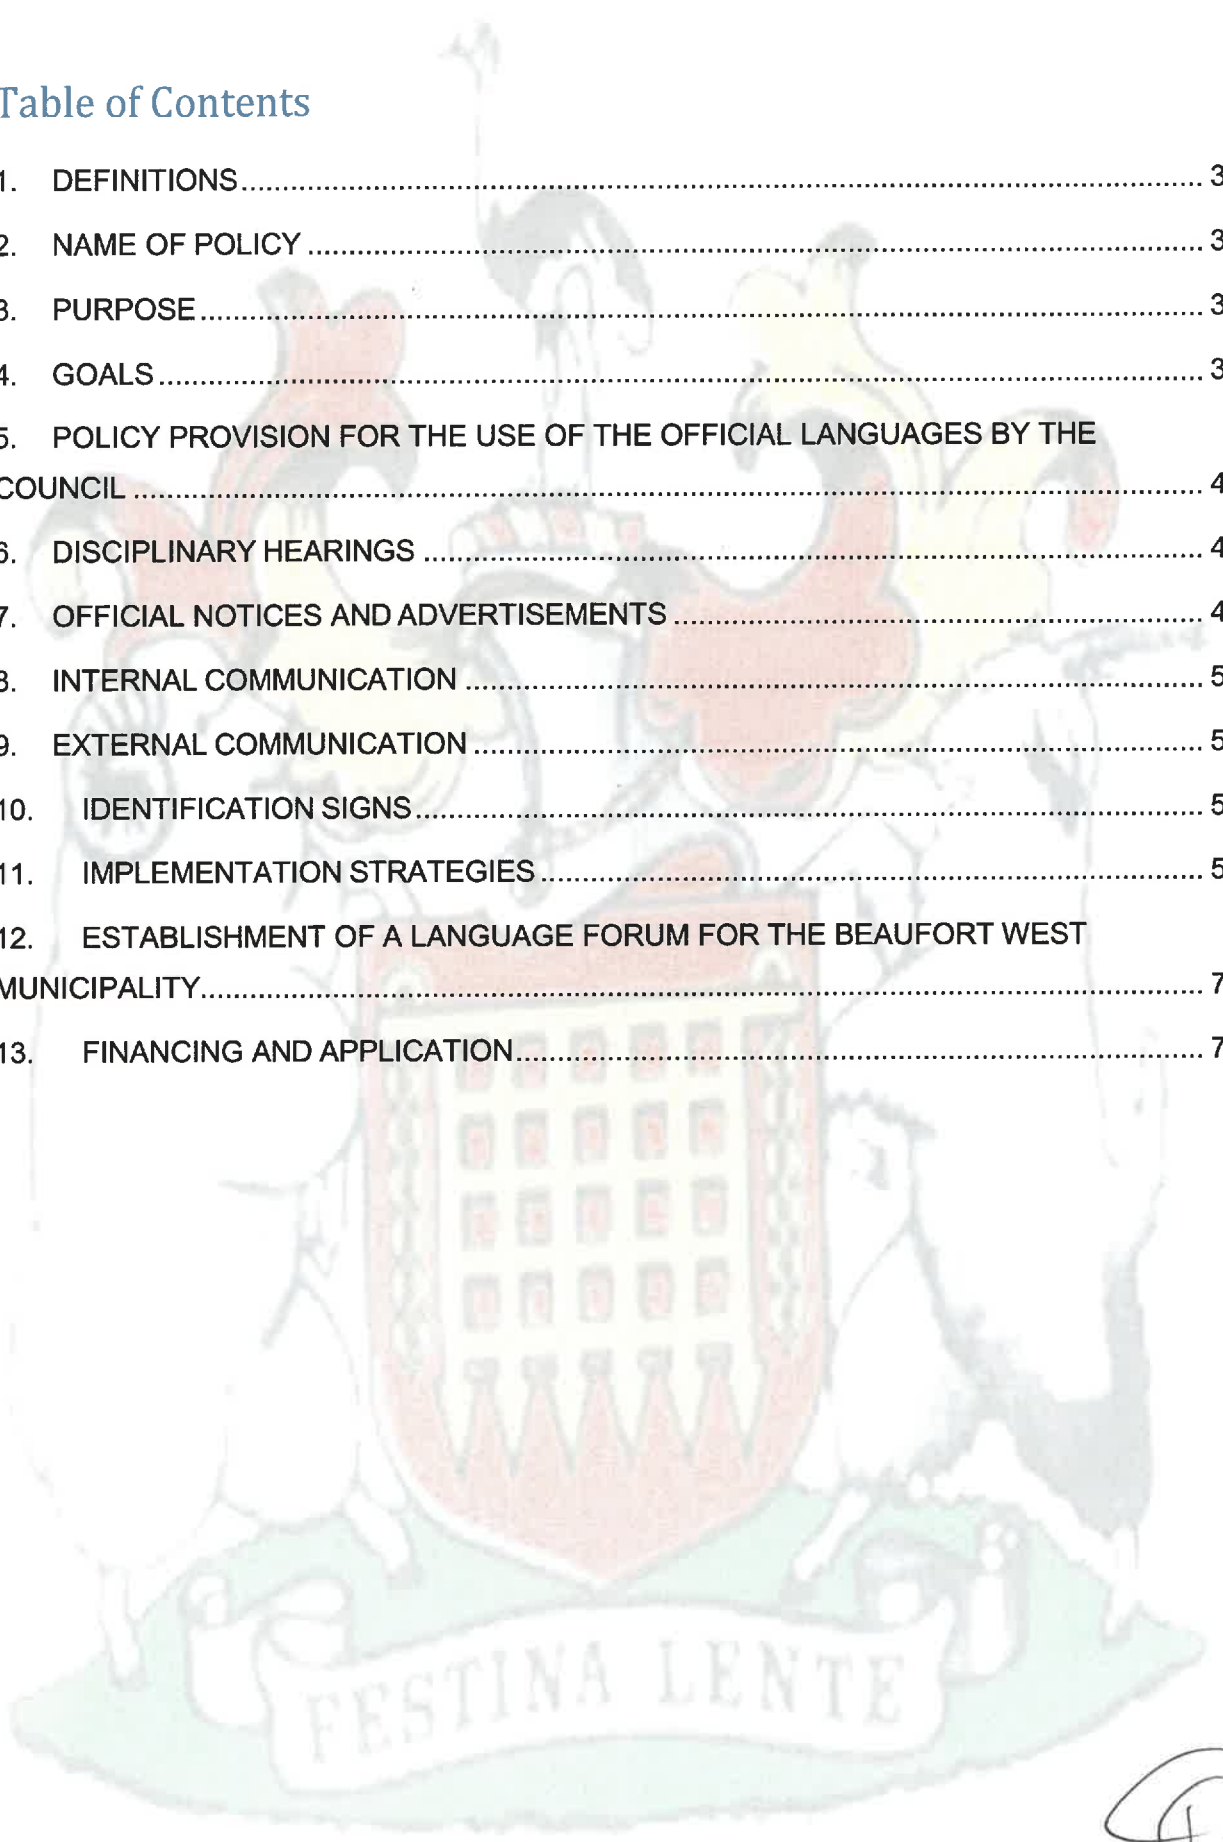 Table of Contents
1. DEFINITIONS........ 3
2. NAME OF POLICY........ 3
3. PURPOSE........ 3
4. GOALS........ 3
5. POLICY PROVISION FOR THE USE OF THE OFFICIAL LANGUAGES BY THE
COUNCIL........ 4
6. DISCIPLINARY HEARINGS........ 4
7. OFFICIAL NOTICES AND ADVERTISEMENTS........ 4
8. INTERNAL COMMUNICATION........ 5
9. EXTERNAL COMMUNICATION........ 5
10. IDENTIFICATION SIGNS........ 5
11. IMPLEMENTATION STRATEGIES........ 5
12. ESTABLISHMENT OF A LANGUAGE FORUM FOR THE BEAUFORT WEST
MUNICIPALITY........ 7
13. FINANCING AND APPLICATION........ 7
FESTINA LENTE